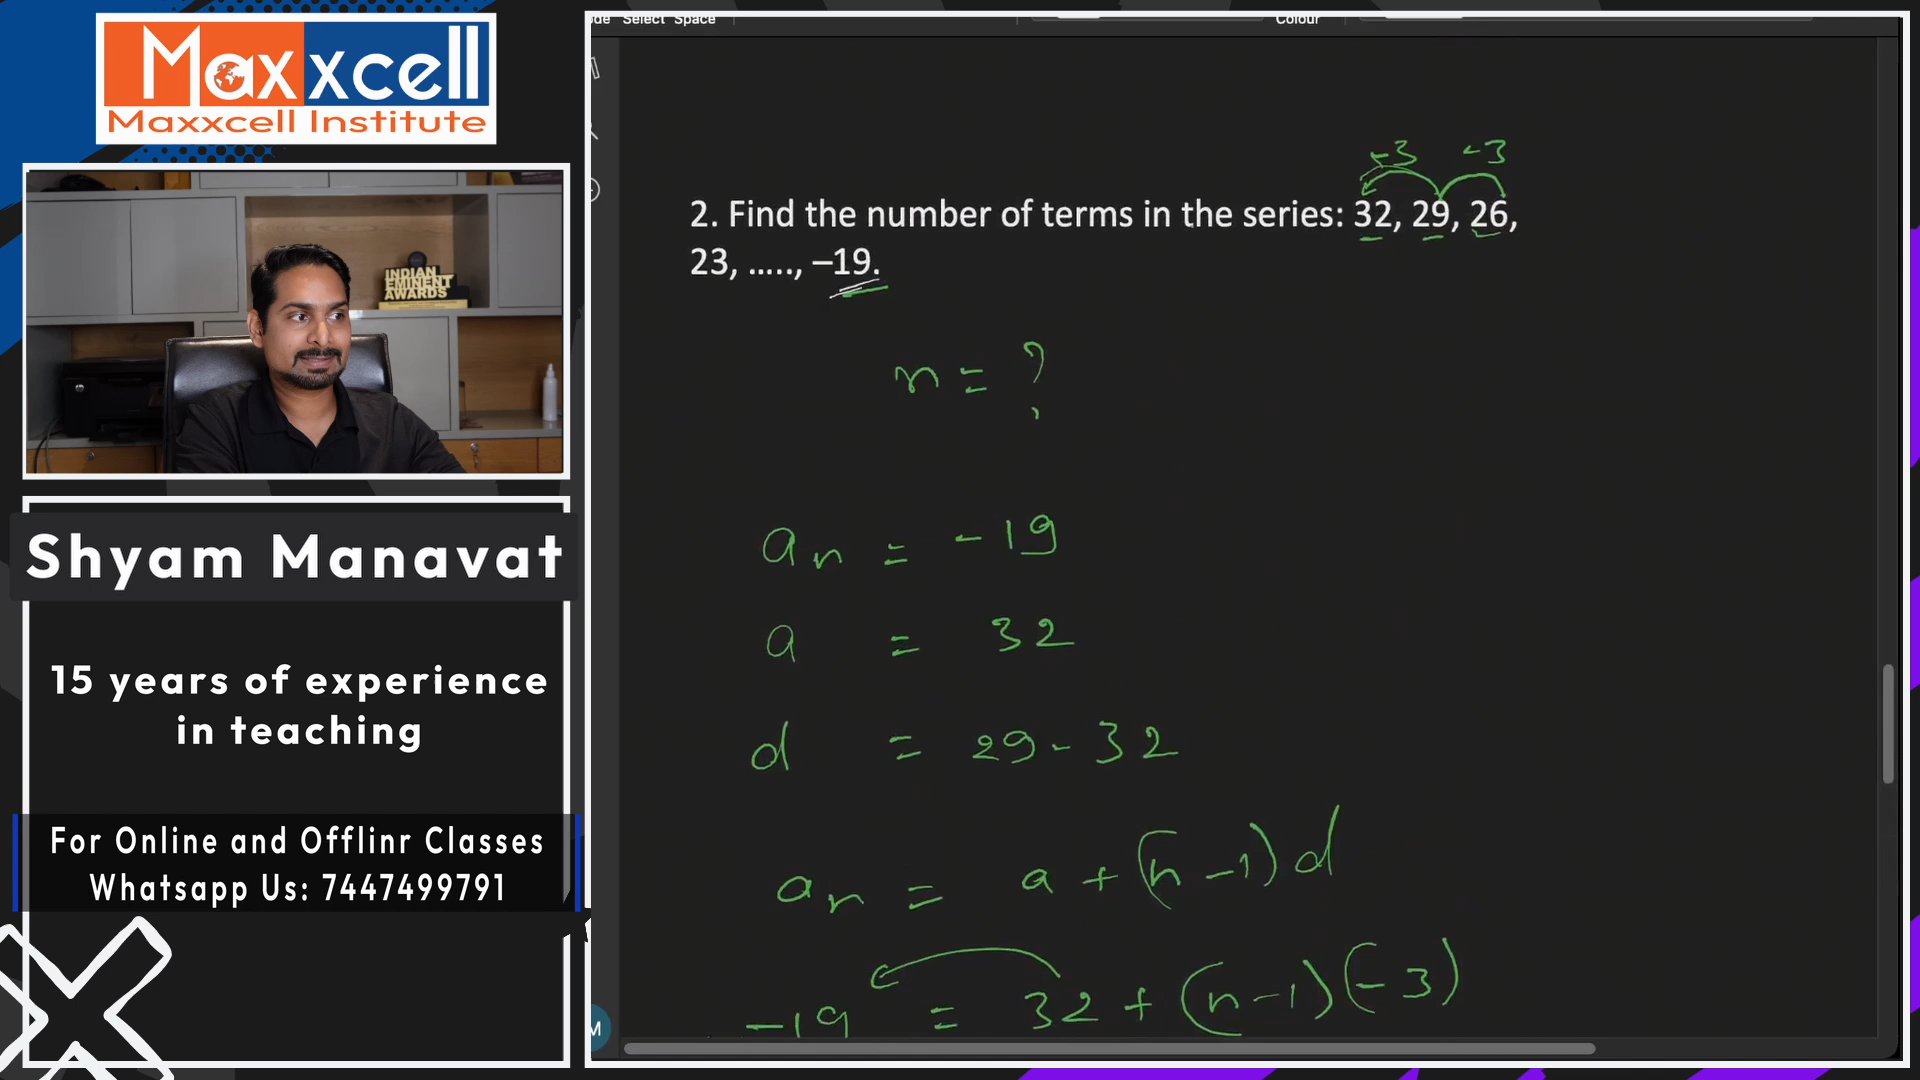 Maxxcell
Maxxcell Institute
INDIAN
EMINENT
AWARDS
Shyam Manavat
15 years of experience
in teaching
For Online and Offlinr Classes
Whatsapp Us: 7447499791
Select Space
Colour
-3 -3
2. Find the number of terms in the series: 32, 29, 26,
23, ....., –19.
n = ?
an = -19
a = 32
d = 29 - 32
an = a + (n-1) d
-19 = 32 + (n-1) (-3)
M